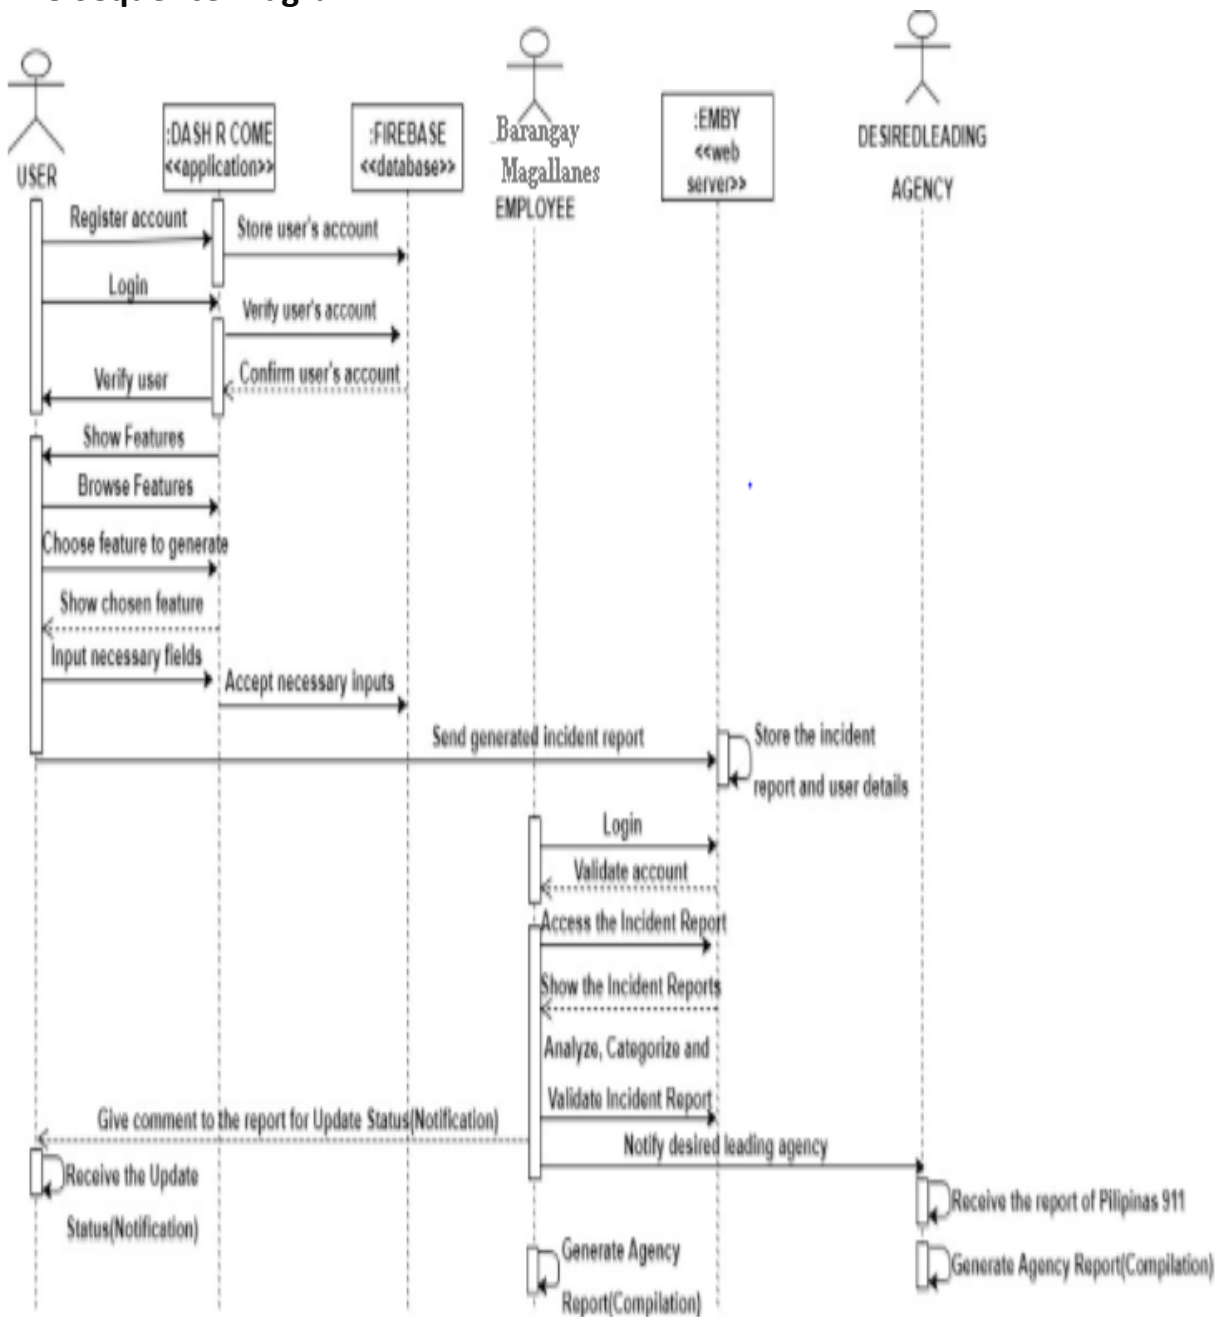 USER
:DASH R COME
<<application>>
:FIREBASE
<<database>>
Barangay
Magallanes
EMPLOYEE
:EMBY
<<web
server>>
DESIREDLEADING
AGENCY
Register account
Store user's account
Login
Verify user's account
Confirm user's account
Verify user
Show Features
Browse Features
Choose feature to generate
Show chosen feature
Input necessary fields
Accept necessary inputs
Send generated incident report
Store the incident
report and user details
Login
Validate account
Access the Incident Report
Show the Incident Reports
Analyze, Categorize and
Validate Incident Report
Give comment to the report for Update Status(Notification)
Notify desired leading agency
Receive the Update
Status(Notification)
Receive the report of Pilipinas 911
Generate Agency
Report(Compilation)
Generate Agency Report(Compilation)